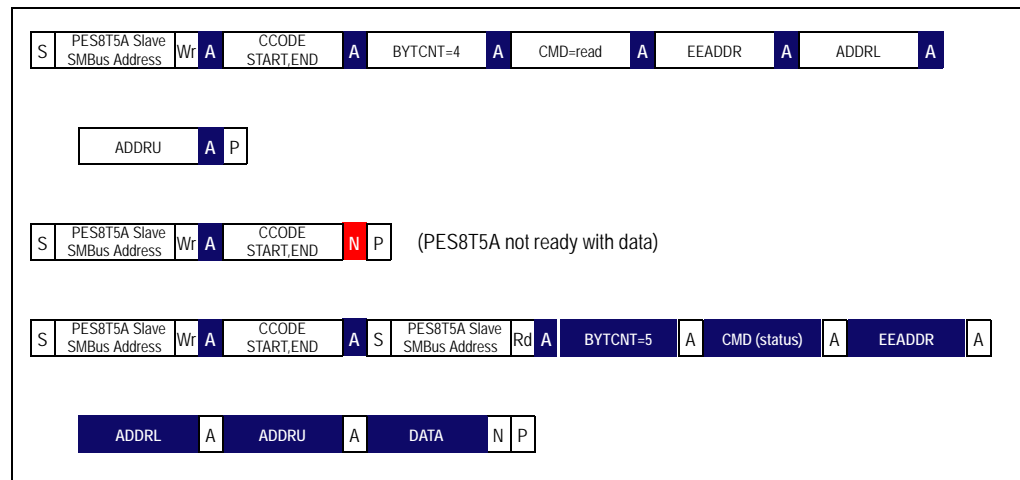 S PES8T5A Slave SMBus Address Wr A CCODE START,END A BYTCNT=4 A CMD=read A EEADDR A ADDRL A
ADDRU A P
S PES8T5A Slave SMBus Address Wr A CCODE START,END N P (PES8T5A not ready with data)
S PES8T5A Slave SMBus Address Wr A CCODE START,END A S PES8T5A Slave SMBus Address Rd A BYTCNT=5 A CMD (status) A EEADDR A
ADDRL A ADDRU A DATA N P